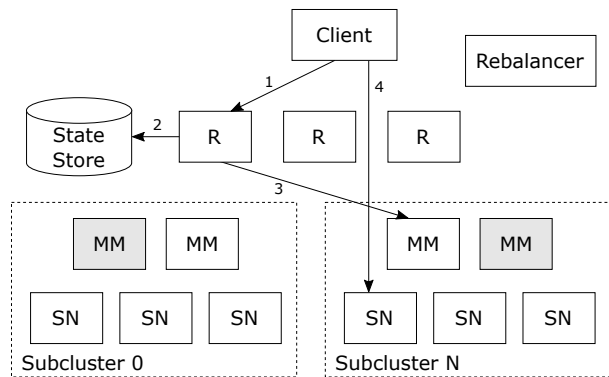 Client
Rebalancer
1
4
State
Store
2
R
R
R
3
MM
MM
MM
MM
SN
SN
SN
SN
SN
SN
Subcluster 0
Subcluster N